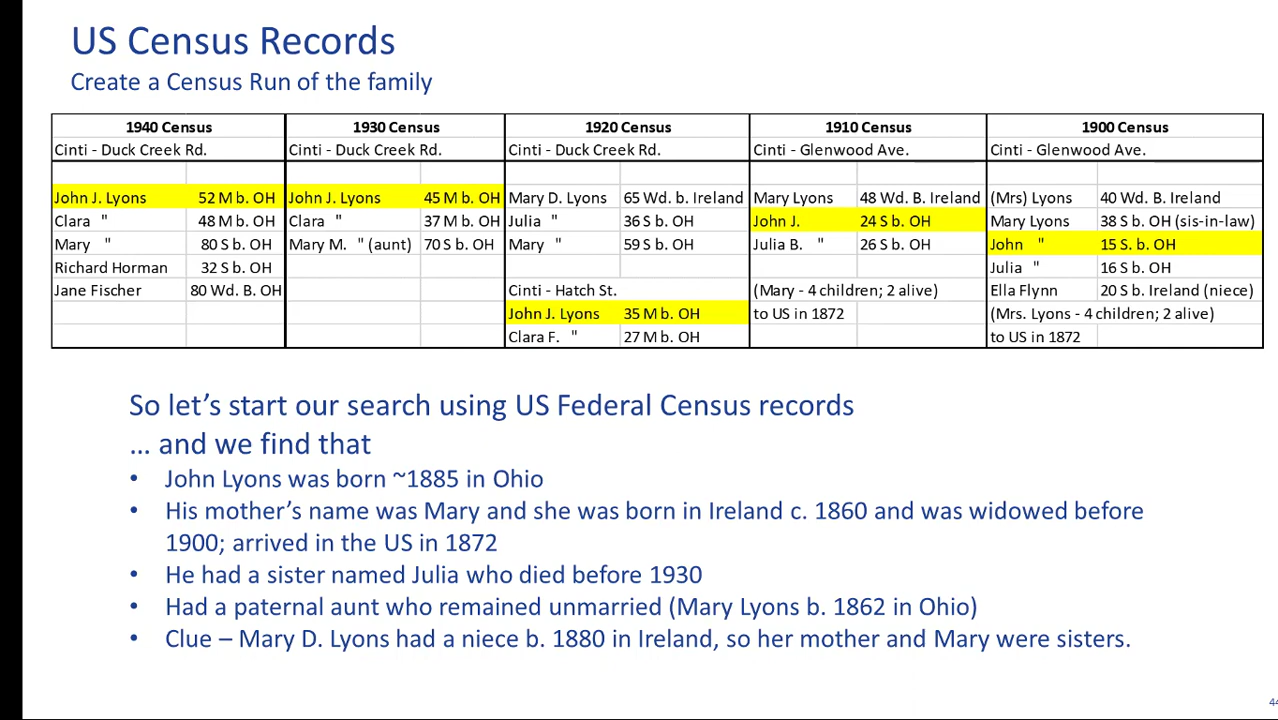 US Census Records
Create a Census Run of the family
1940 Census 1930 Census 1920 Census 1910 Census 1900 Census
Cinti - Duck Creek Rd. Cinti - Duck Creek Rd. Cinti - Duck Creek Rd. Cinti - Glenwood Ave. Cinti - Glenwood Ave.
John J. Lyons 52 M b. OH John J. Lyons 45 M b. OH Mary D. Lyons 65 Wd. b. Ireland Mary Lyons 48 Wd. B. Ireland (Mrs) Lyons 40 Wd. B. Ireland
Clara " 48 M b. OH Clara " 37 M b. OH Julia " 36 S b. OH John J. 24 S b. OH Mary Lyons 38 S b. OH (sis-in-law)
Mary " 80 S b. OH Mary M. " (aunt) 70 S b. OH Mary " 59 S b. OH Julia B. " 26 S b. OH John " 15 S. b. OH
Richard Horman 32 S b. OH Julia " 16 S b. OH
Jane Fischer 80 Wd. B. OH Cinti - Hatch St. (Mary - 4 children; 2 alive) Ella Flynn 20 S b. Ireland (niece)
John J. Lyons 35 M b. OH to US in 1872 (Mrs. Lyons - 4 children; 2 alive)
Clara F. " 27 M b. OH to US in 1872
So let's start our search using US Federal Census records
… and we find that
• John Lyons was born ~1885 in Ohio
• His mother's name was Mary and she was born in Ireland c. 1860 and was widowed before
1900; arrived in the US in 1872
• He had a sister named Julia who died before 1930
• Had a paternal aunt who remained unmarried (Mary Lyons b. 1862 in Ohio)
• Clue – Mary D. Lyons had a niece b. 1880 in Ireland, so her mother and Mary were sisters.
44